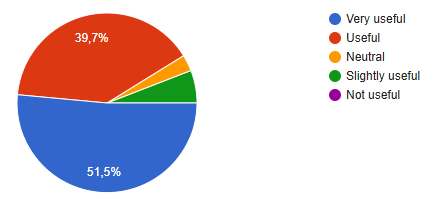 39,7%
51,5%
Very useful
Useful
Neutral
Slightly useful
Not useful